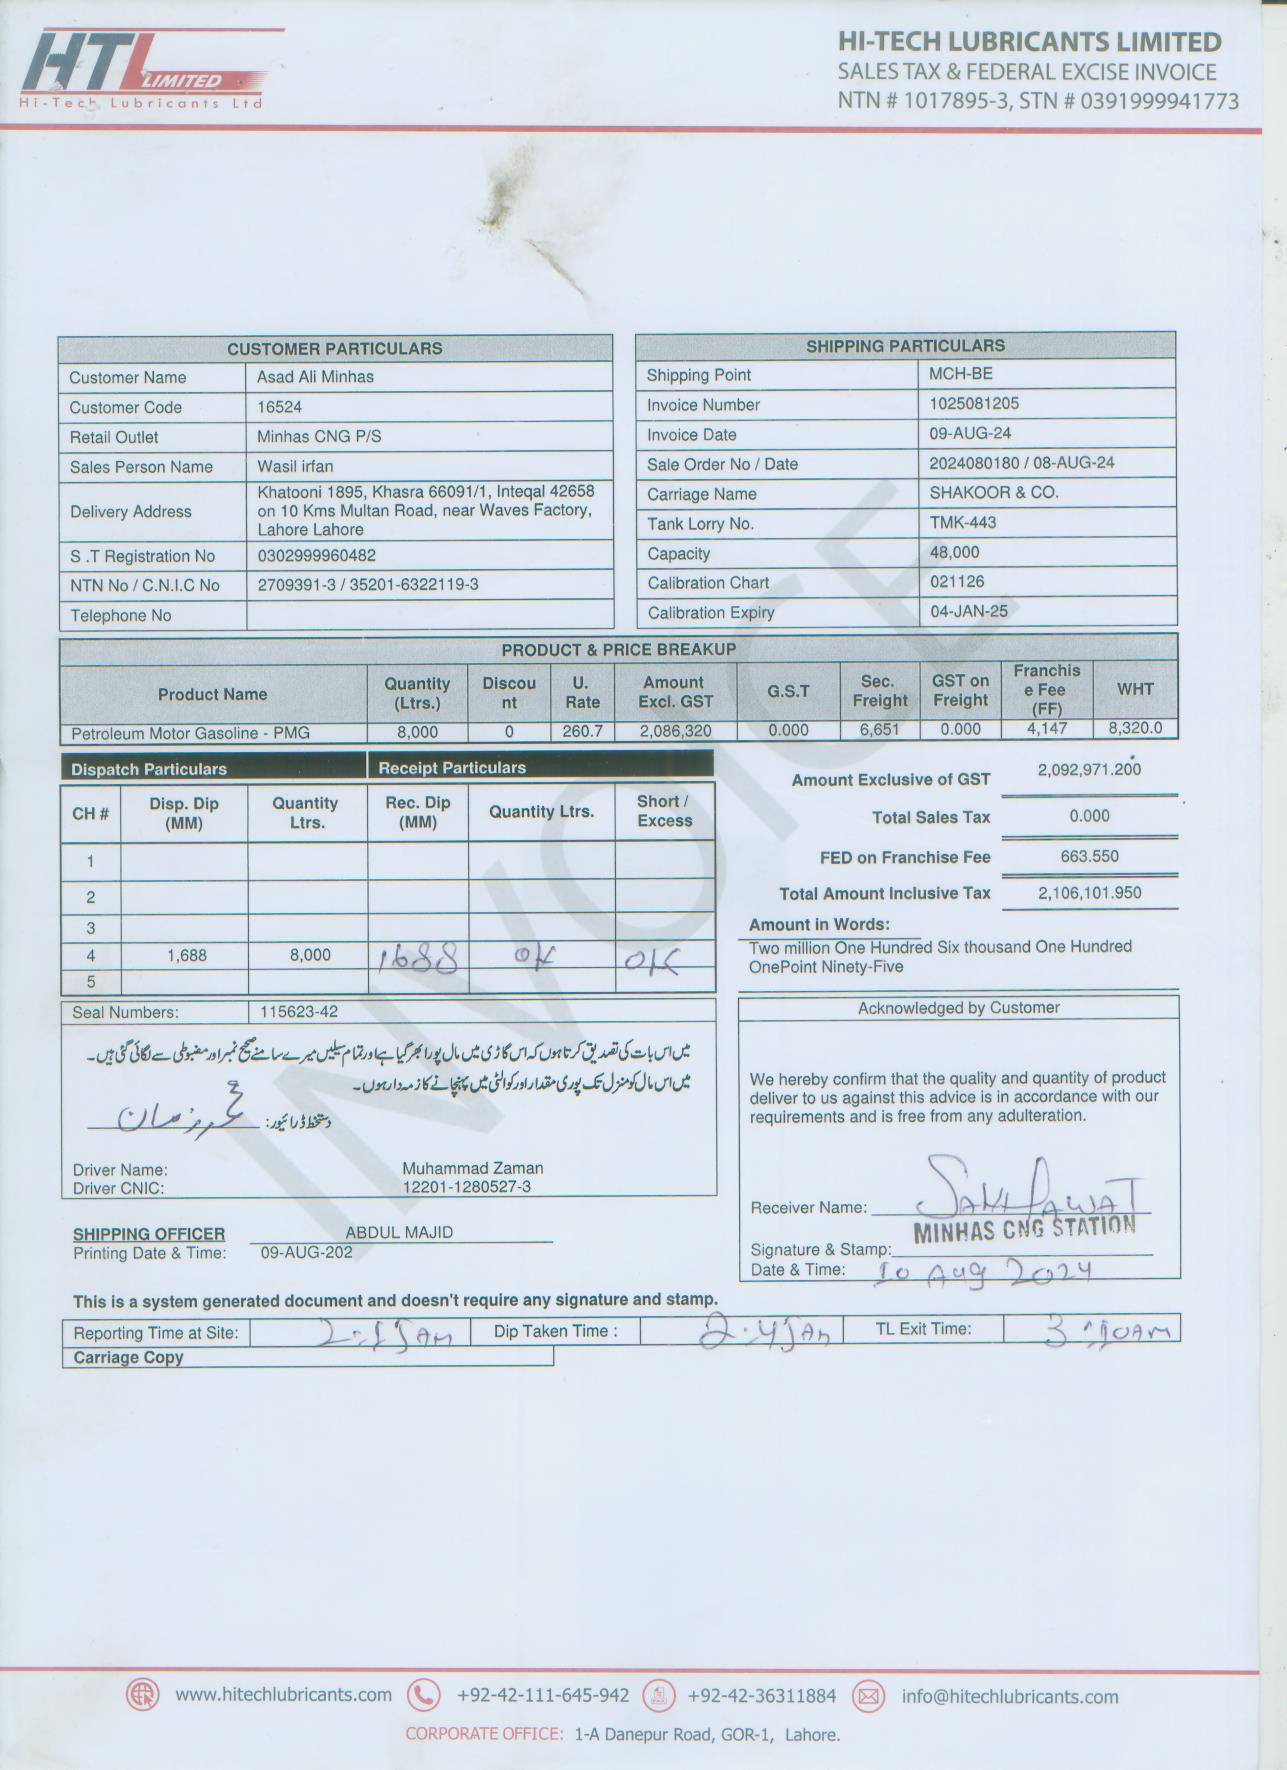 HTL LIMITED
Hi-Tech Lubricants Ltd
HI-TECH LUBRICANTS LIMITED
SALES TAX & FEDERAL EXCISE INVOICE
NTN # 1017895-3, STN # 0391999941773
CUSTOMER PARTICULARS
Customer Name Asad Ali Minhas
Customer Code 16524
Retail Outlet Minhas CNG P/S
Sales Person Name Wasil irfan
Delivery Address Khatooni 1895, Khasra 66091/1, Inteqal 42658
on 10 Kms Multan Road, near Waves Factory,
Lahore Lahore
S .T Registration No 0302999960482
NTN No / C.N.I.C No 2709391-3 / 35201-6322119-3
Telephone No
SHIPPING PARTICULARS
Shipping Point MCH-BE
Invoice Number 1025081205
Invoice Date 09-AUG-24
Sale Order No / Date 2024080180 / 08-AUG-24
Carriage Name SHAKOOR & CO.
Tank Lorry No. TMK-443
Capacity 48,000
Calibration Chart 021126
Calibration Expiry 04-JAN-25
PRODUCT & PRICE BREAKUP
Product Name Quantity (Ltrs.) Discou nt U. Rate Amount Excl. GST G.S.T Sec. Freight GST on Freight Franchis e Fee (FF) WHT
Petroleum Motor Gasoline - PMG 8,000 0 260.7 2,086,320 0.000 6,651 0.000 4,147 8,320.0
Dispatch Particulars Receipt Particulars
CH # Disp. Dip (MM) Quantity Ltrs. Rec. Dip (MM) Quantity Ltrs. Short / Excess
1
2
3
4 1,688 8,000 1688 OK OK
5
Amount Exclusive of GST 2,092,971.200
Total Sales Tax 0.000
FED on Franchise Fee 663.550
Total Amount Inclusive Tax 2,106,101.950
Amount in Words:
Two million One Hundred Six thousand One Hundred
OnePoint Ninety-Five
Seal Numbers: 115623-42
میں اس بات کی تصدیق کرتا ہوں کہ اس گاڑی میں مال پورا بھر گیا ہے اور تمام سیلیں میرے سامنے صحیح نمبر اور مضبوطی سے لگائی گئی ہیں۔
میں اس مال کو منزل تک پوری مقدار اور کوالٹی میں پہنچانے کا ذمہ دار ہوں۔
دستخط ڈرائیور:
Driver Name: Muhammad Zaman
Driver CNIC: 12201-1280527-3
Acknowledged by Customer
We hereby confirm that the quality and quantity of product
deliver to us against this advice is in accordance with our
requirements and is free from any adulteration.
Receiver Name: SAKHAWAT
MINHAS CNG STATION
Signature & Stamp:
Date & Time: 10 Aug 2024
SHIPPING OFFICER ABDUL MAJID
Printing Date & Time: 09-AUG-202
This is a system generated document and doesn't require any signature and stamp.
Reporting Time at Site: 2:15 AM Dip Taken Time : 2:45 AM TL Exit Time: 3:10 AM
Carriage Copy
INVOICE
www.hitechlubricants.com +92-42-111-645-942 +92-42-36311884 info@hitechlubricants.com
CORPORATE OFFICE: 1-A Danepur Road, GOR-1, Lahore.